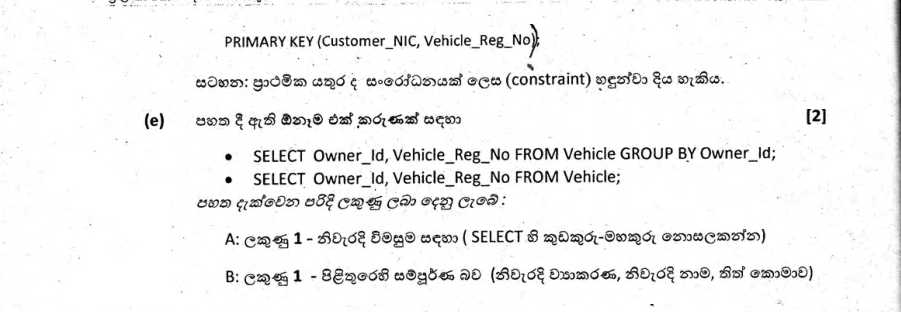 PRIMARY KEY (Customer_NIC, Vehicle_Reg_No);
සටහන: ප්‍රාථමික යතුර ද සංරෝධනයක් ලෙස (constraint) හඳුන්වා දිය හැකිය.
(e) පහත දී ඇති ඕනෑම එක් කරුණක් සඳහා [2]
• SELECT Owner_Id, Vehicle_Reg_No FROM Vehicle GROUP BY Owner_Id;
• SELECT Owner_Id, Vehicle_Reg_No FROM Vehicle;
පහත දැක්වෙන පරිදි ලකුණු ලබා දෙනු ලැබේ :
A: ලකුණු 1 - නිවැරදි විමසුම සඳහා ( SELECT හි කුඩකුරු-මහකුරු නොසලකන්න)
B: ලකුණු 1 - පිළිතුරෙහි සම්පූර්ණ බව (නිවැරදි ව්‍යාකරණ, නිවැරදි නාම, තිත් කොමාව)